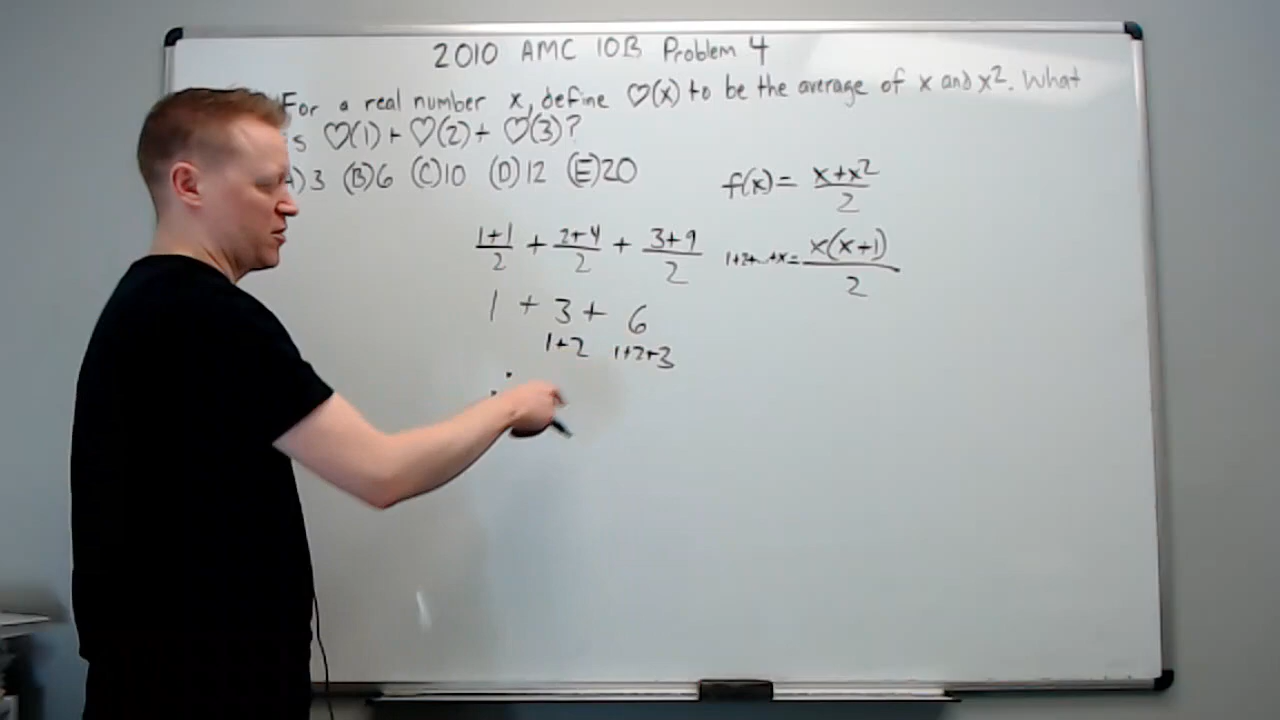 2010 AMC 10B Problem 4
For a real number x, define ♡(x) to be the average of x and x². What
is ♡(1) + ♡(2) + ♡(3)?
A) 3 (B) 6 (C) 10 (D) 12 (E) 20
f(x) = (x+x²)/2
(1+1)/2 + (2+4)/2 + (3+9)/2
1+2+...+x = x(x+1)/2
1 + 3 + 6
1+2 1+2+3